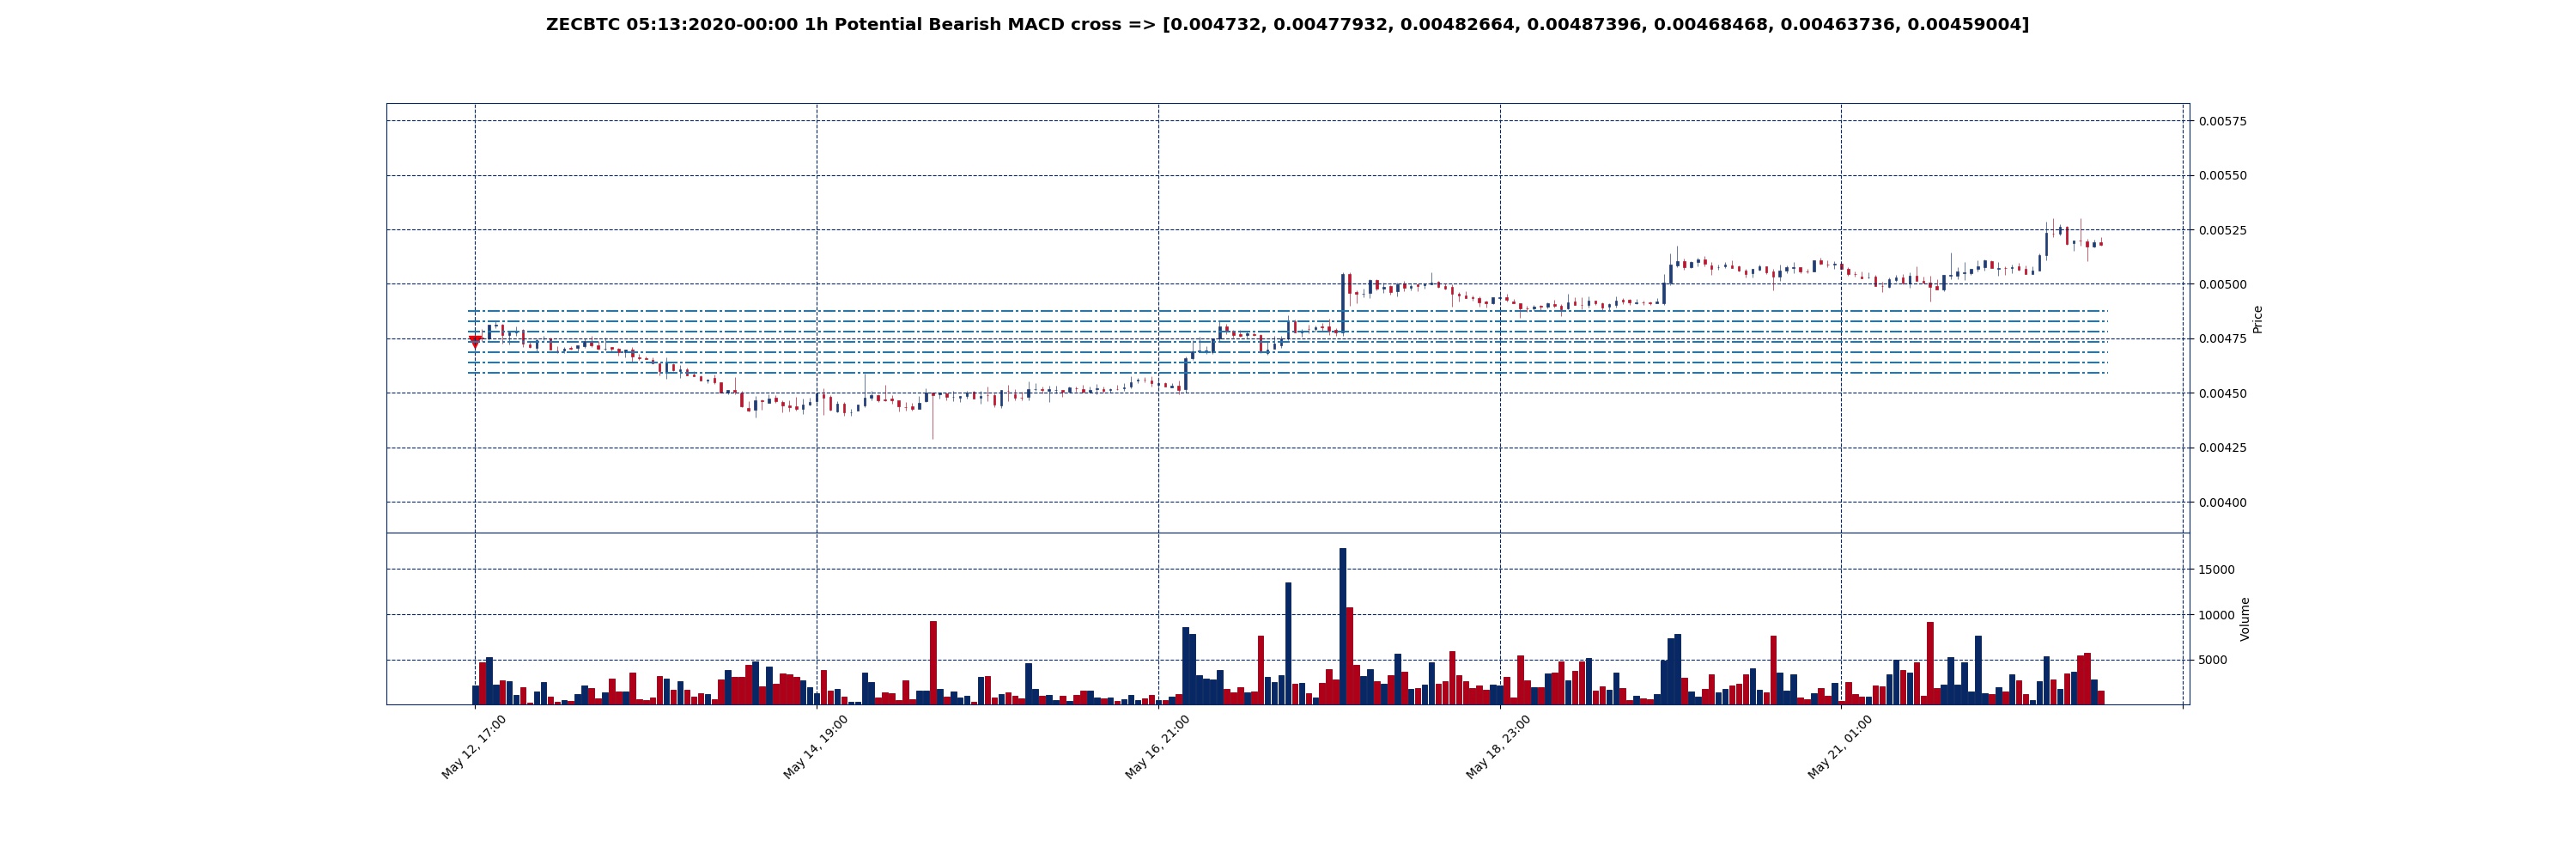 ZECBTC 05:13:2020-00:00 1h Potential Bearish MACD cross => [0.004732, 0.00477932, 0.00482664, 0.00487396, 0.00468468, 0.00463736, 0.00459004]
0.00575
0.00550
0.00525
0.00500
0.00475
0.00450
0.00425
0.00400
Price
15000
10000
5000
Volume
May 12, 17:00
May 14, 19:00
May 16, 21:00
May 18, 23:00
May 21, 01:00